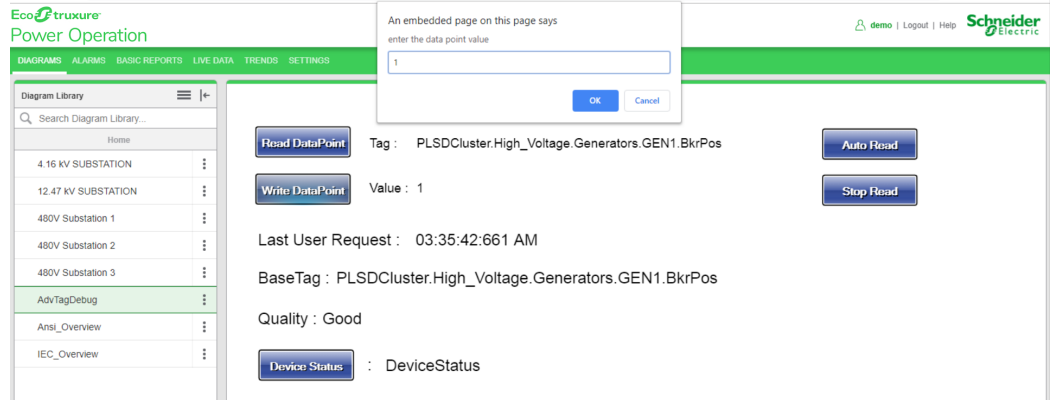 EcoStruxure
Power Operation
An embedded page on this page says
enter the data point value
1
OK Cancel
demo | Logout | Help
Schneider
Electric
DIAGRAMS ALARMS BASIC REPORTS LIVE DATA TRENDS SETTINGS
Diagram Library
Search Diagram Library...
Home
4.16 kV SUBSTATION
12.47 kV SUBSTATION
480V Substation 1
480V Substation 2
480V Substation 3
AdvTagDebug
Ansi_Overview
IEC_Overview
Read DataPoint Tag : PLSDCluster.High_Voltage.Generators.GEN1.BkrPos Auto Read
Write DataPoint Value : 1 Stop Read
Last User Request : 03:35:42:661 AM
BaseTag : PLSDCluster.High_Voltage.Generators.GEN1.BkrPos
Quality : Good
Device Status : DeviceStatus